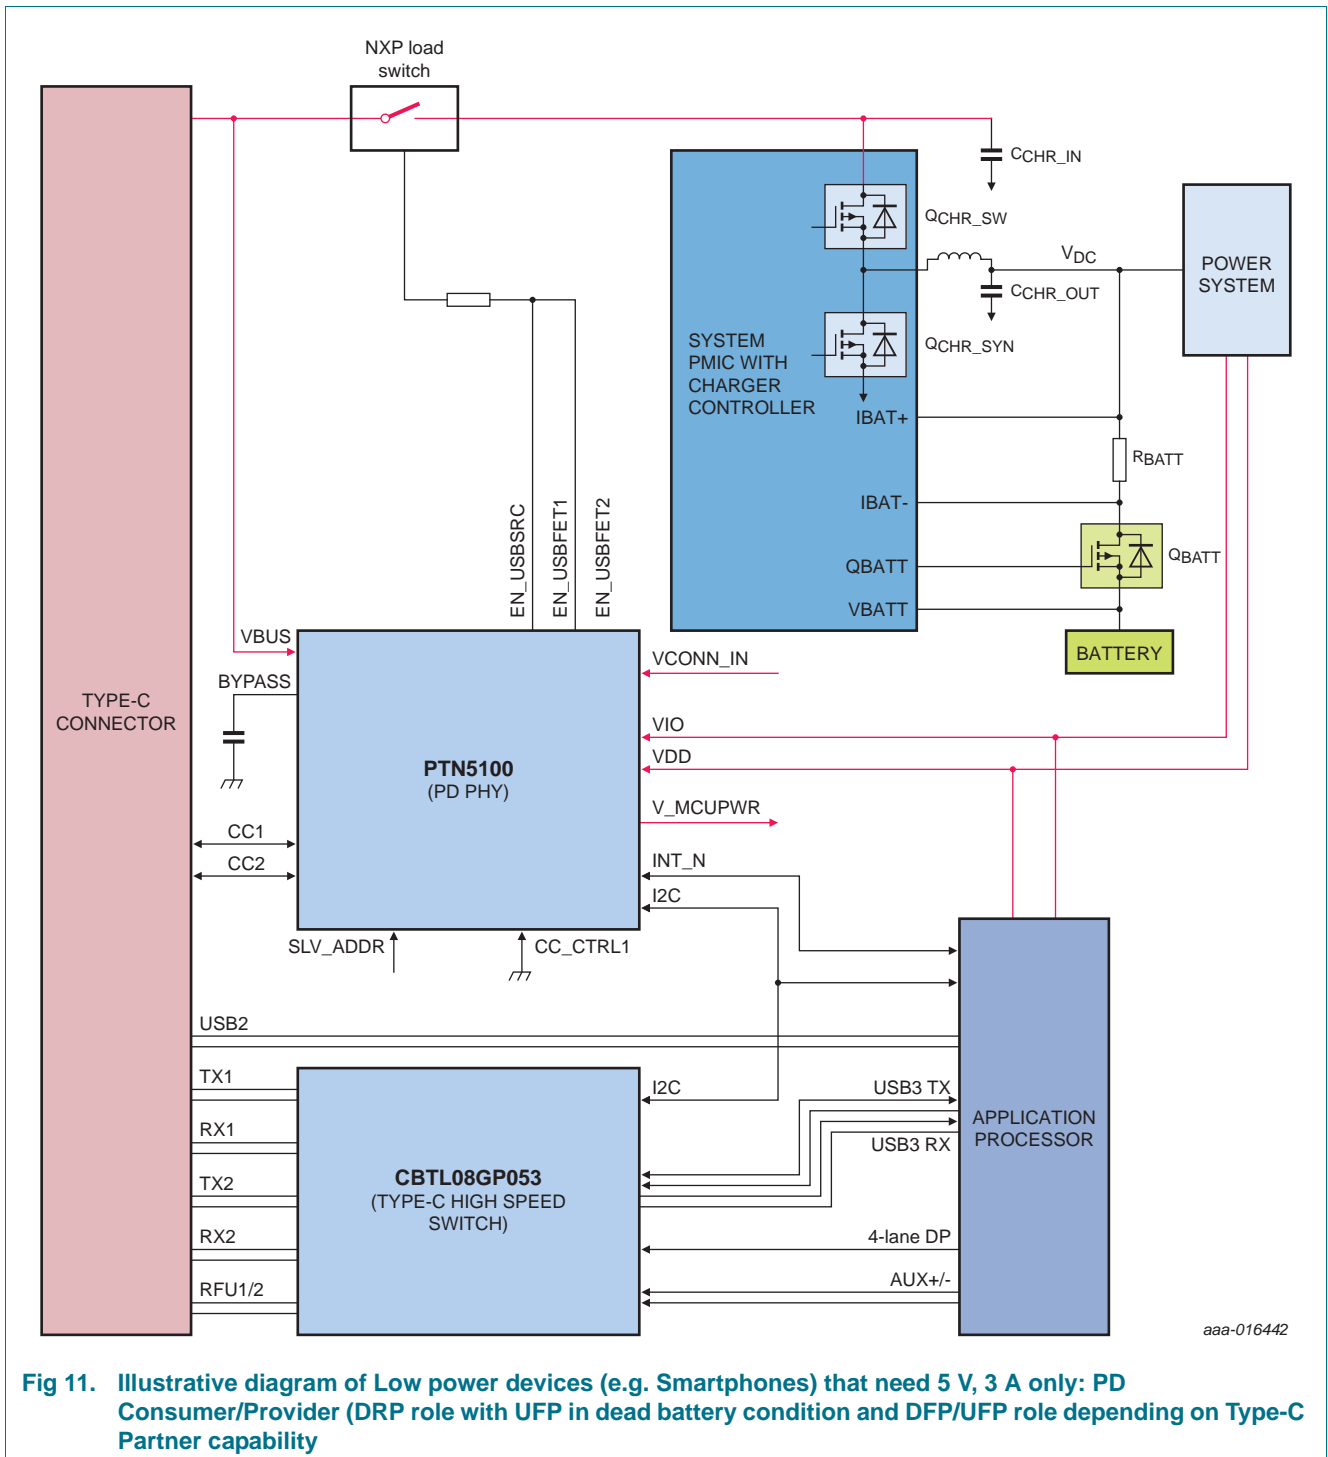 NXP load
switch
CCHR_IN
QCHR_SW
VDC
CCHR_OUT
POWER
SYSTEM
SYSTEM
PMIC WITH
CHARGER
CONTROLLER
QCHR_SYN
IBAT+
RBATT
IBAT-
QBATT
QBATT
VBATT
BATTERY
EN_USBSRC
EN_USBFET1
EN_USBFET2
VBUS
BYPASS
TYPE-C
CONNECTOR
PTN5100
(PD PHY)
VCONN_IN
VIO
VDD
V_MCUPWR
CC1
CC2
INT_N
I2C
SLV_ADDR
CC_CTRL1
USB2
TX1
RX1
TX2
RX2
RFU1/2
I2C
CBTL08GP053
(TYPE-C HIGH SPEED
SWITCH)
USB3 TX
USB3 RX
4-lane DP
AUX+/-
APPLICATION
PROCESSOR
aaa-016442
Fig 11. Illustrative diagram of Low power devices (e.g. Smartphones) that need 5 V, 3 A only: PD
Consumer/Provider (DRP role with UFP in dead battery condition and DFP/UFP role depending on Type-C
Partner capability